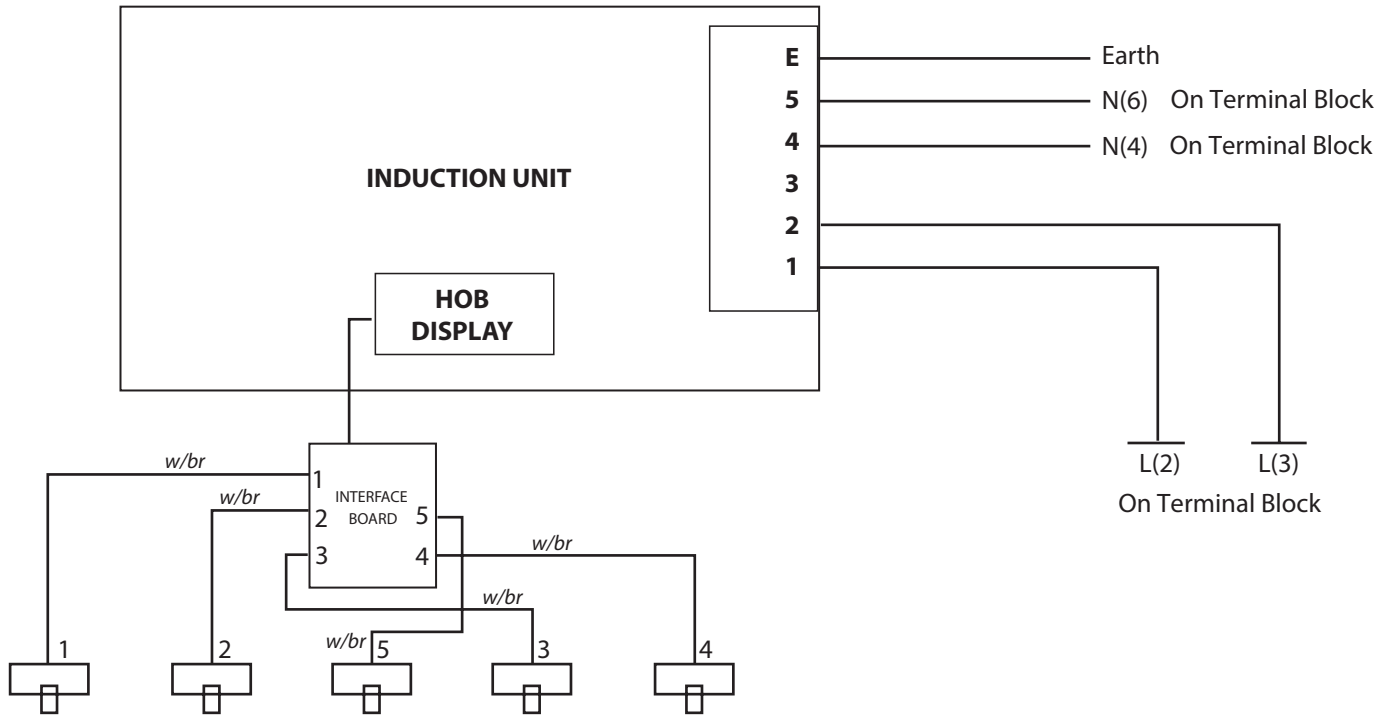 E
Earth
5
N(6) On Terminal Block
4
N(4) On Terminal Block
INDUCTION UNIT
3
2
1
HOB
DISPLAY
w/br
1
w/br
INTERFACE
2
BOARD
5
3
4
w/br
w/br
w/br
L(2)
L(3)
On Terminal Block
1
2
5
3
4